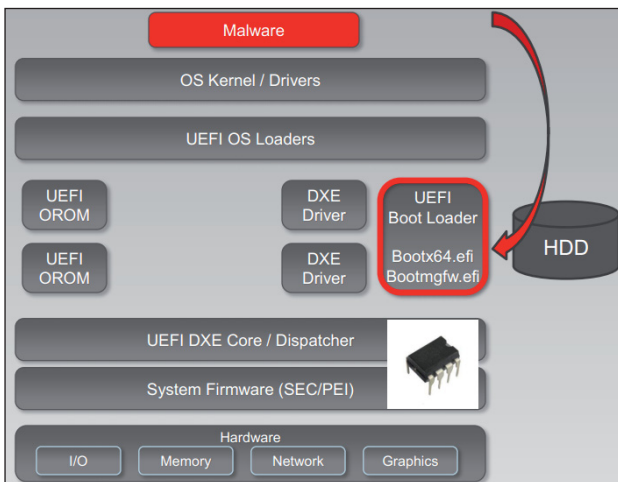 Malware
OS Kernel / Drivers
UEFI OS Loaders
UEFI
OROM
DXE
Driver
UEFI
Boot Loader
UEFI
OROM
DXE
Driver
Bootx64.efi
Bootmgfw.efi
HDD
UEFI DXE Core / Dispatcher
System Firmware (SEC/PEI)
Hardware
I/O
Memory
Network
Graphics